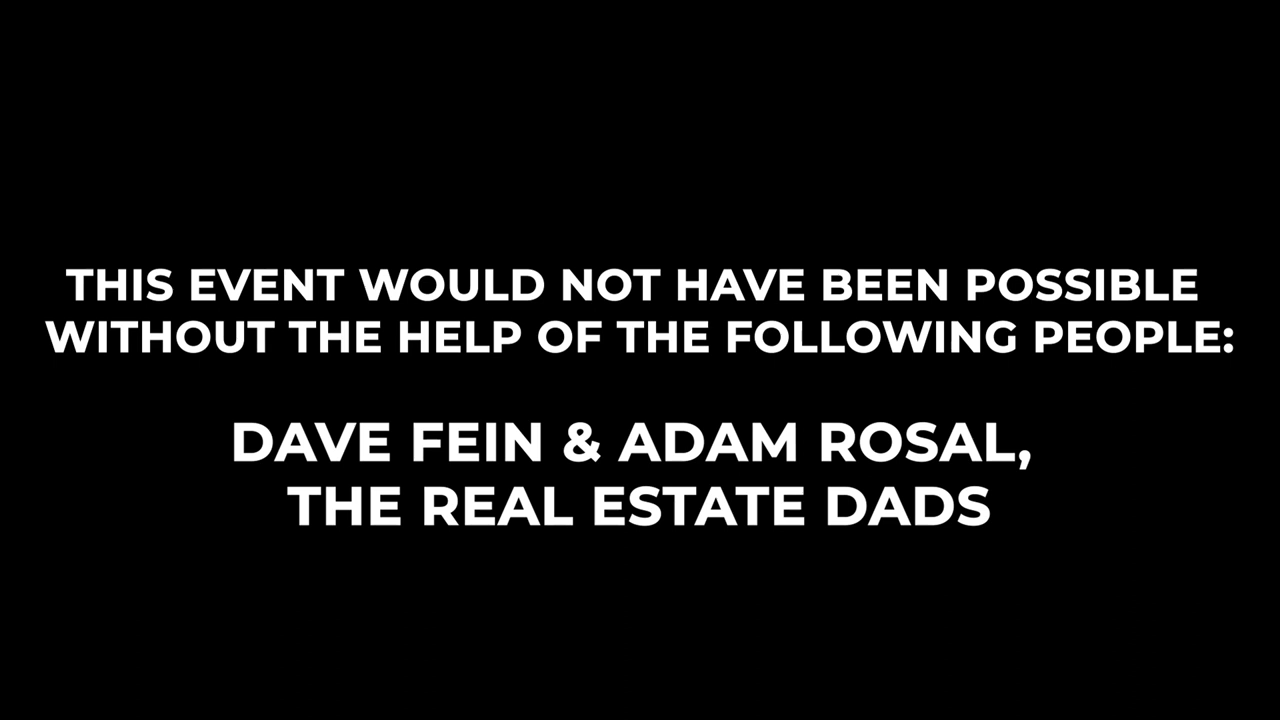 THIS EVENT WOULD NOT HAVE BEEN POSSIBLE
WITHOUT THE HELP OF THE FOLLOWING PEOPLE:
DAVE FEIN & ADAM ROSAL,
THE REAL ESTATE DADS